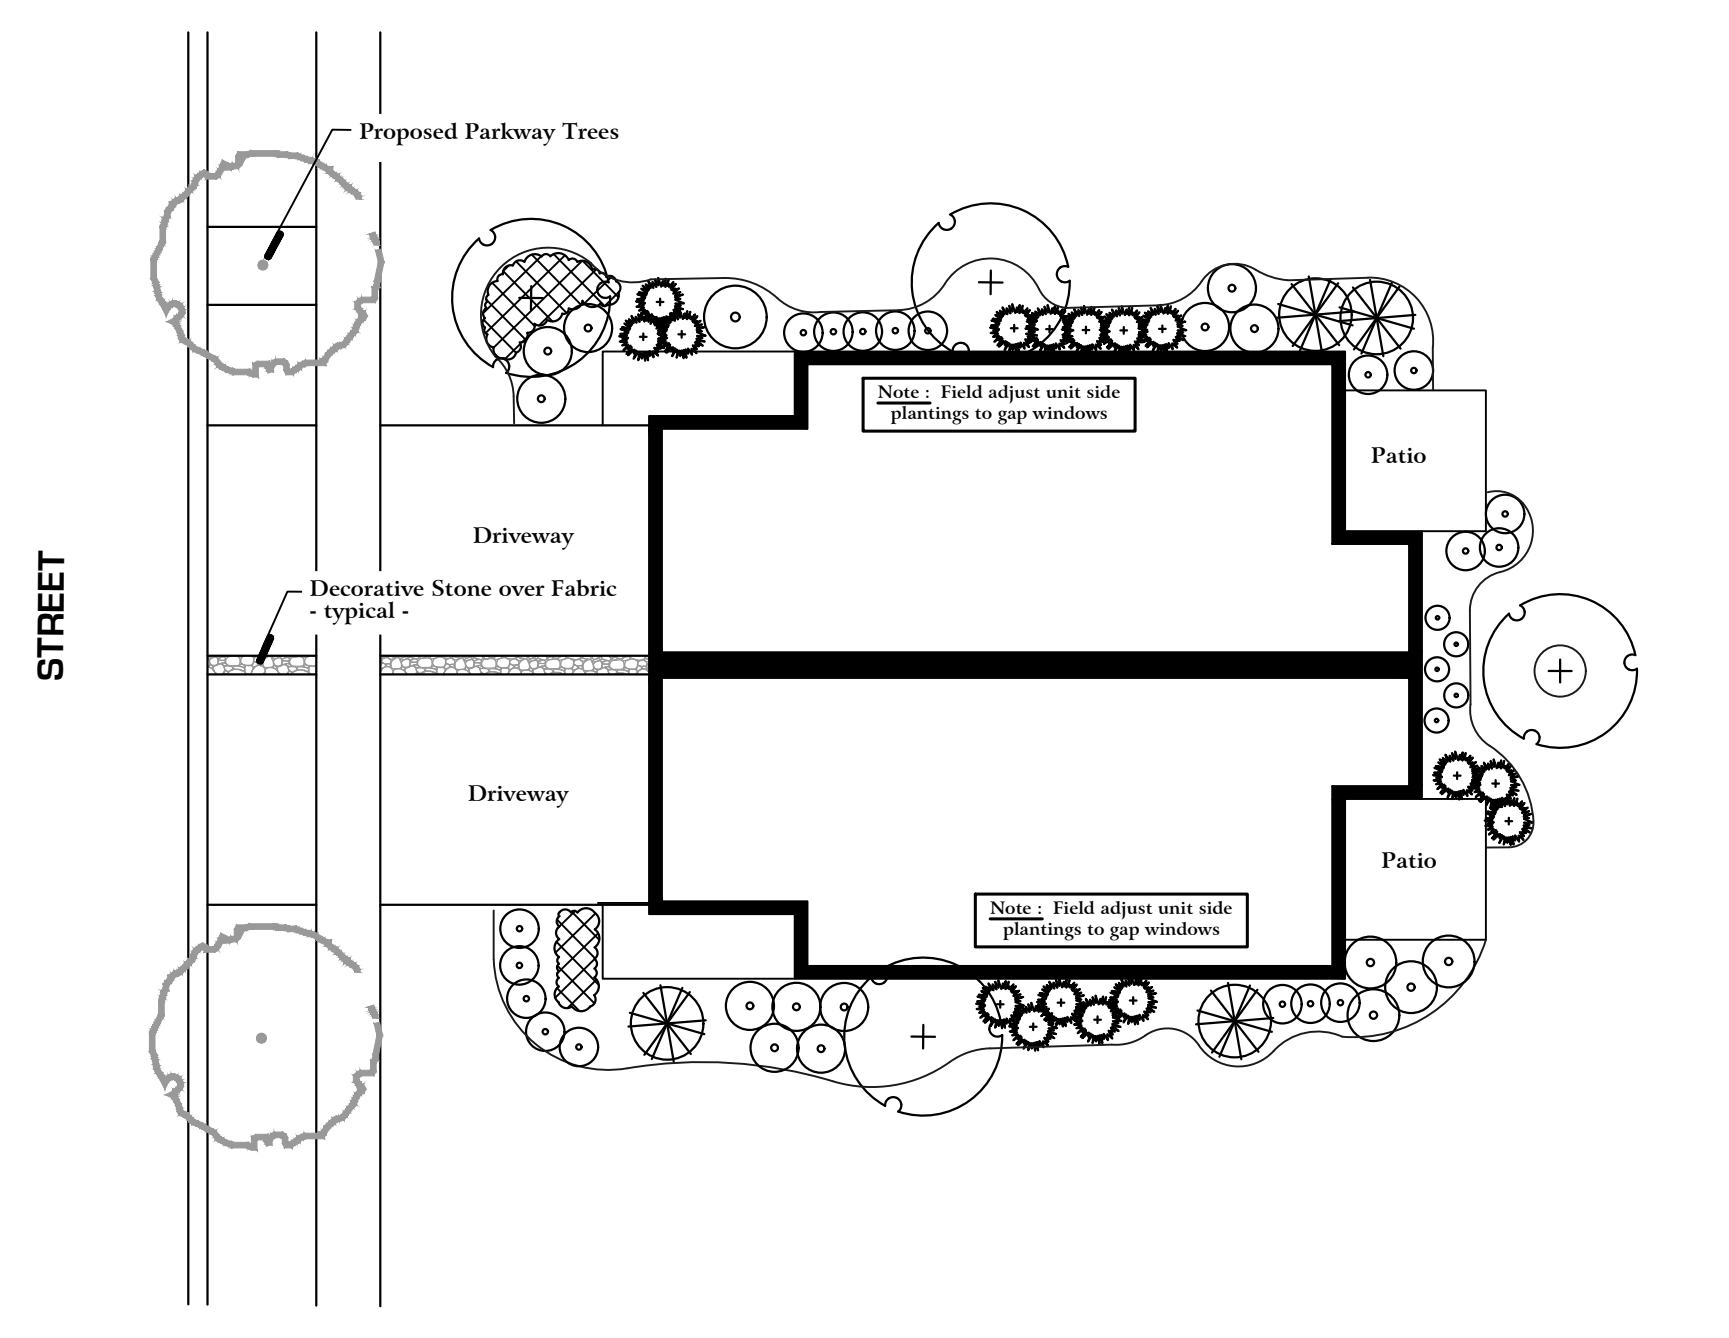 Proposed Parkway Trees
Note : Field adjust unit side
plantings to gap windows
Patio
Driveway
Decorative Stone over Fabric
- typical -
STREET
Driveway
Patio
Note : Field adjust unit side
plantings to gap windows